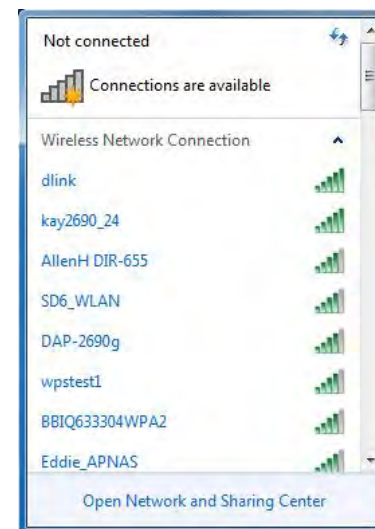 Not connected
Connections are available
Wireless Network Connection
dlink
kay2690_24
AllenH DIR-655
SD6_WLAN
DAP-2690g
wpstest1
BBIQ633304WPA2
Eddie_APNAS
Open Network and Sharing Center